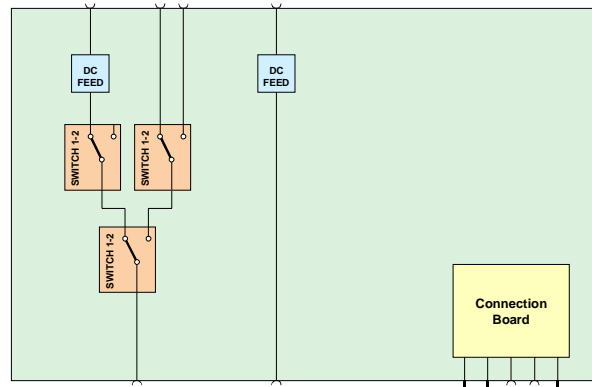 DC
FEED
DC
FEED
SWITCH 1-2
SWITCH 1-2
SWITCH 1-2
Connection
Board